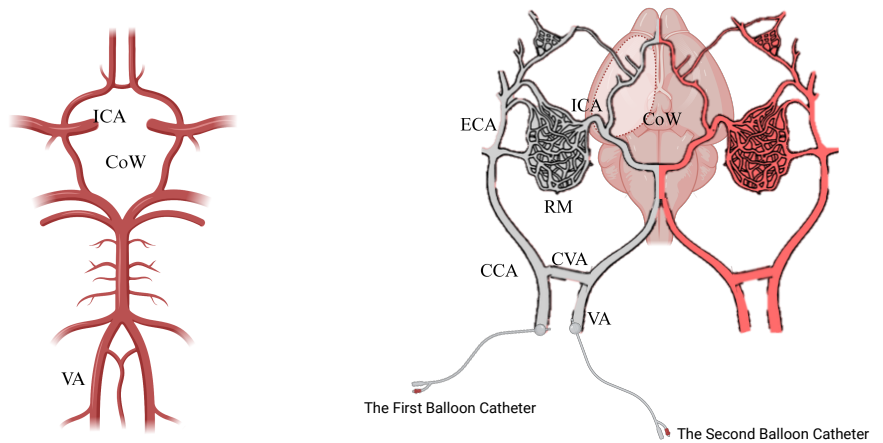 ICA
CoW
VA
ICA
ECA
CoW
RM
CCA
CVA
VA
The First Balloon Catheter
The Second Balloon Catheter